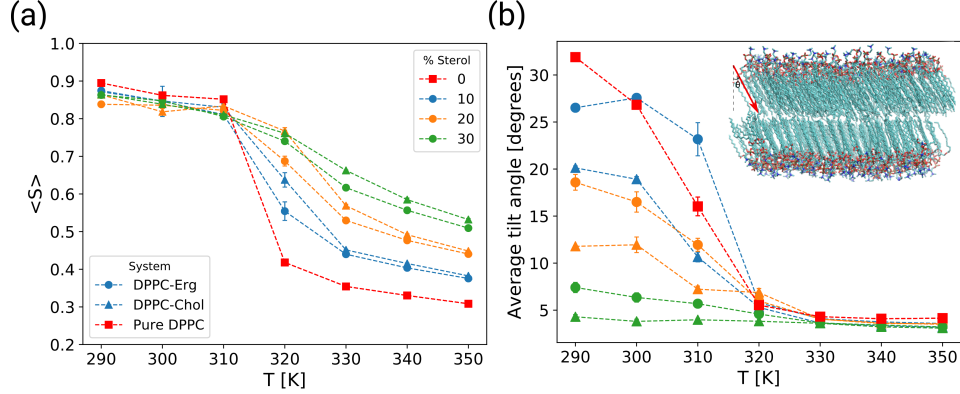 (a)
1.0
0.9
0.8
0.7
0.6
0.5
0.4
0.3
0.2
<S>
290 300 310 320 330 340 350
T [K]
% Sterol
0
10
20
30
System
DPPC-Erg
DPPC-Chol
Pure DPPC
(b)
30
25
20
15
10
5
Average tilt angle [degrees]
θ
290 300 310 320 330 340 350
T [K]